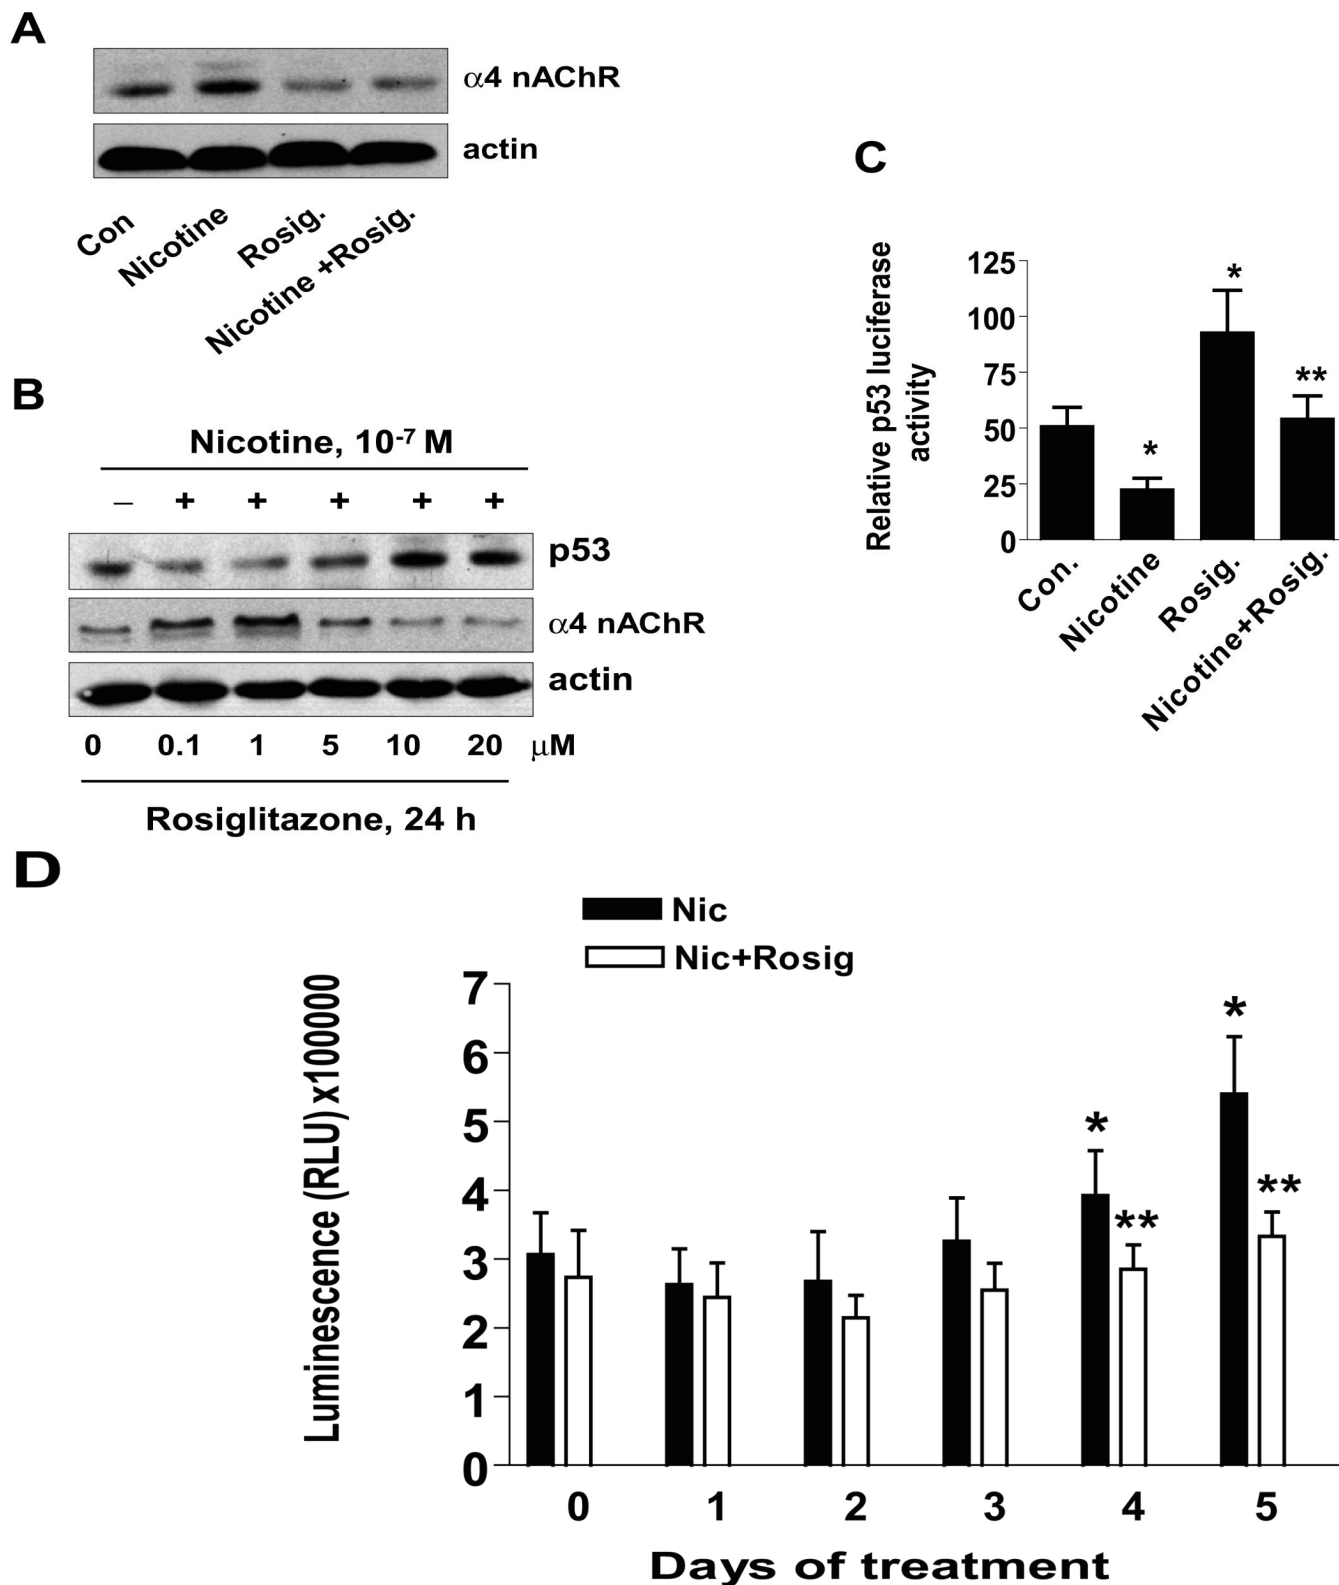 A
α4 nAChR
actin
Con
Nicotine
Rosig.
Nicotine +Rosig.
B
Nicotine, 10⁻⁷ M
– + + + + +
p53
α4 nAChR
actin
0 0.1 1 5 10 20 μM
Rosiglitazone, 24 h
C
Relative p53 luciferase
activity
125
100
75
50
25
0
*
*
*
**
Con.
Nicotine
Rosig.
Nicotine+Rosig.
D
Nic
Nic+Rosig
Luminescence (RLU) x100000
7
6
5
4
3
2
1
0
*
**
*
**
0 1 2 3 4 5
Days of treatment